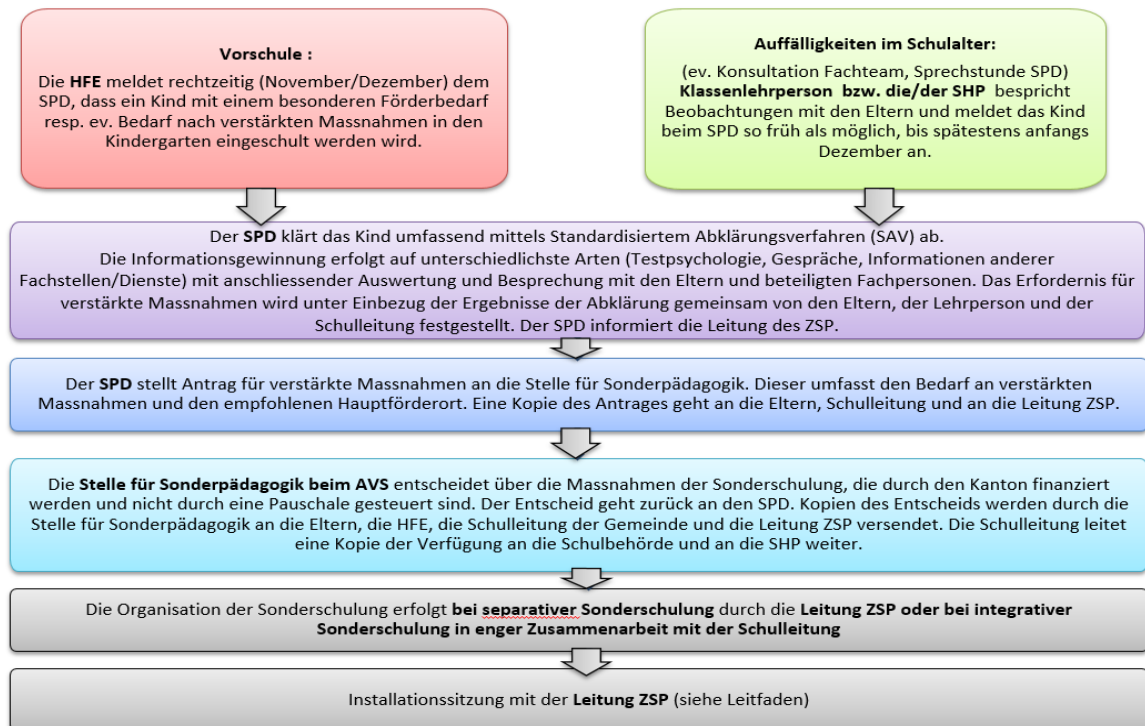 Vorschule :
Die HFE meldet rechtzeitig (November/Dezember) dem
SPD, dass ein Kind mit einem besonderen Förderbedarf
resp. ev. Bedarf nach verstärkten Massnahmen in den
Kindergarten eingeschult werden wird.
Auffälligkeiten im Schulalter:
(ev. Konsultation Fachteam, Sprechstunde SPD)
Klassenlehrperson bzw. die/der SHP bespricht
Beobachtungen mit den Eltern und meldet das Kind
beim SPD so früh als möglich, bis spätestens anfangs
Dezember an.
Der SPD klärt das Kind umfassend mittels Standardisiertem Abklärungsverfahren (SAV) ab.
Die Informationsgewinnung erfolgt auf unterschiedlichste Arten (Testpsychologie, Gespräche, Informationen anderer
Fachstellen/Dienste) mit anschliessender Auswertung und Besprechung mit den Eltern und beteiligten Fachpersonen. Das Erfordernis für
verstärkte Massnahmen wird unter Einbezug der Ergebnisse der Abklärung gemeinsam von den Eltern, der Lehrperson und der
Schulleitung festgestellt. Der SPD informiert die Leitung des ZSP.
Der SPD stellt Antrag für verstärkte Massnahmen an die Stelle für Sonderpädagogik. Dieser umfasst den Bedarf an verstärkten
Massnahmen und den empfohlenen Hauptförderort. Eine Kopie des Antrages geht an die Eltern, Schulleitung und an die Leitung ZSP.
Die Stelle für Sonderpädagogik beim AVS entscheidet über die Massnahmen der Sonderschulung, die durch den Kanton finanziert
werden und nicht durch eine Pauschale gesteuert sind. Der Entscheid geht zurück an den SPD. Kopien des Entscheids werden durch die
Stelle für Sonderpädagogik an die Eltern, die HFE, die Schulleitung der Gemeinde und die Leitung ZSP versendet. Die Schulleitung leitet
eine Kopie der Verfügung an die Schulbehörde und an die SHP weiter.
Die Organisation der Sonderschulung erfolgt bei separativer Sonderschulung durch die Leitung ZSP oder bei integrativer
Sonderschulung in enger Zusammenarbeit mit der Schulleitung
Installationssitzung mit der Leitung ZSP (siehe Leitfaden)